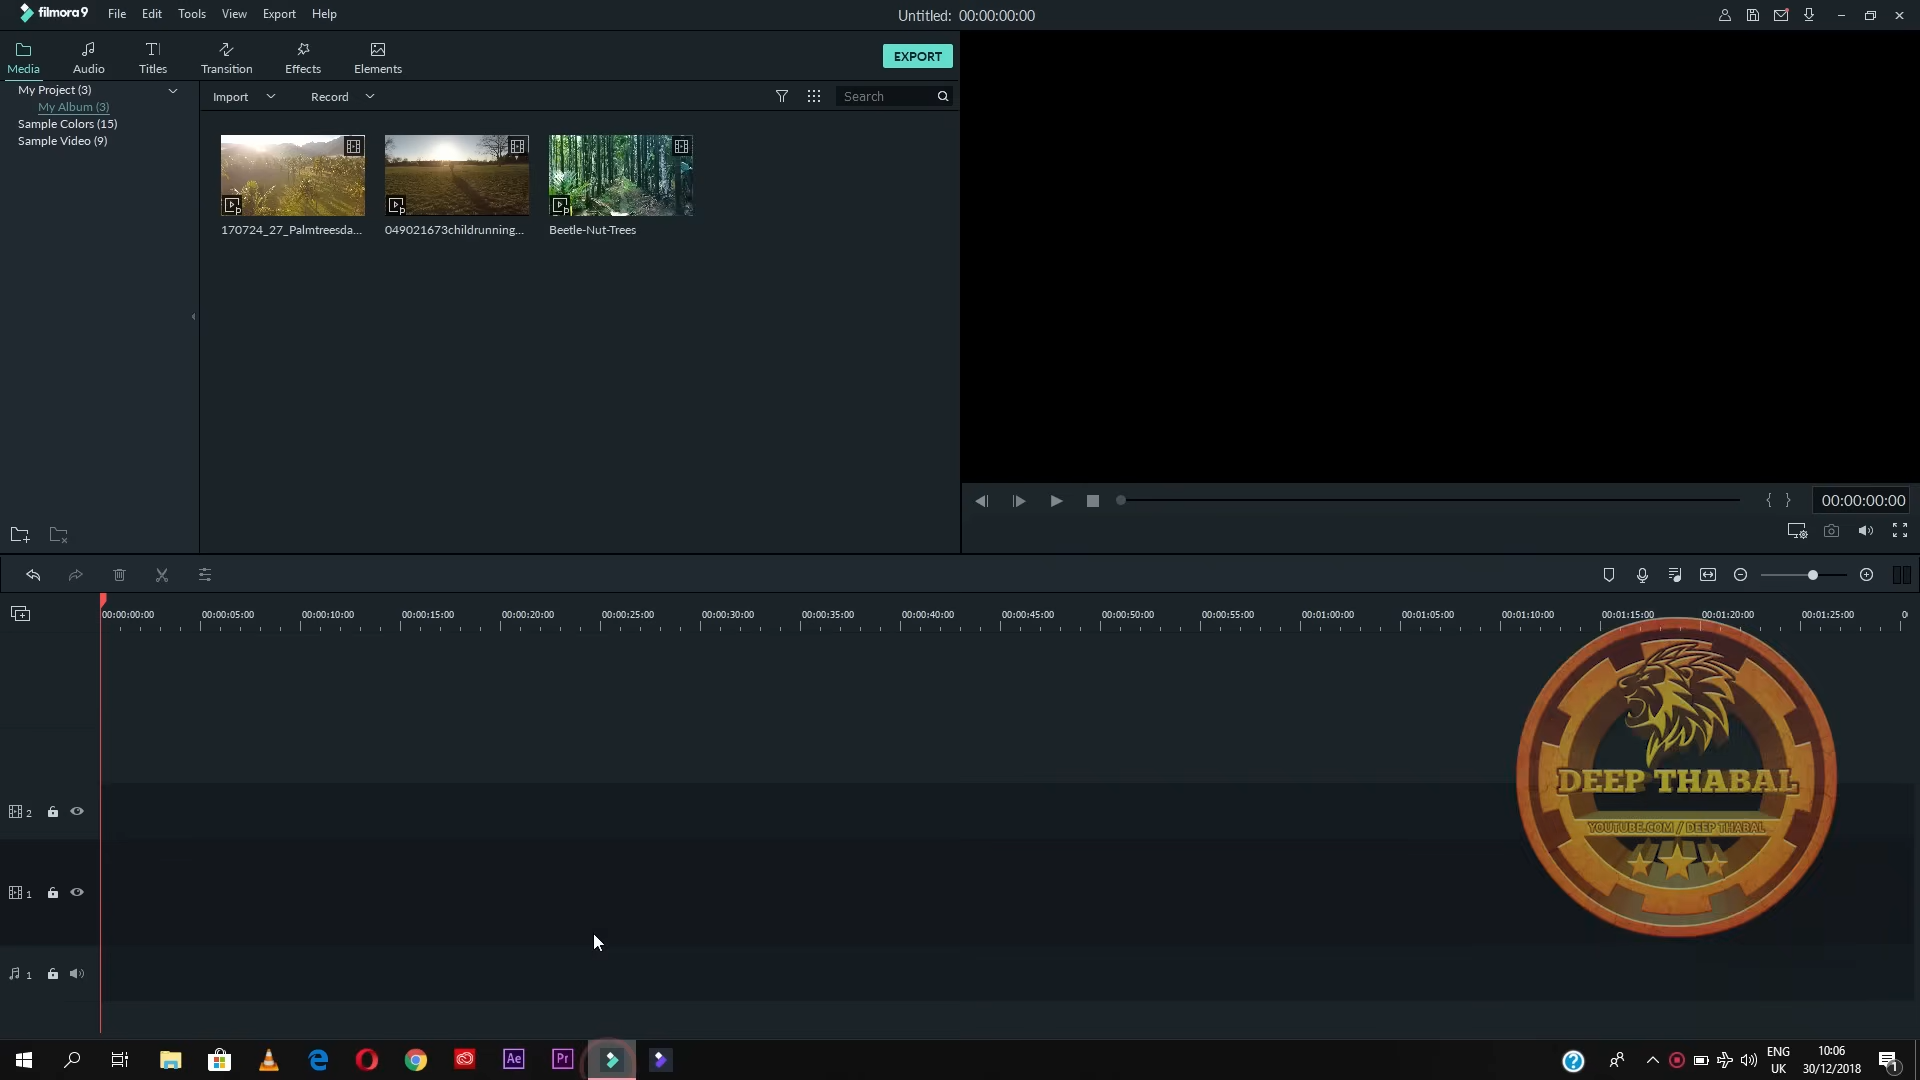 filmora9 File Edit Tools View Export Help Untitled: 00:00:00:00
Media Audio Titles Transition Effects Elements EXPORT
My Project (3)
My Album (3)
Sample Colors (15)
Sample Video (9)
Import Record Search
170724_27_Palmtreesda... 049021673childrunning... Beetle-Nut-Trees
{ } 00:00:00:00
00:00:00:00 00:00:05:00 00:00:10:00 00:00:15:00 00:00:20:00 00:00:25:00 00:00:30:00 00:00:35:00 00:00:40:00 00:00:45:00 00:00:50:00 00:00:55:00 00:01:00:00 00:01:05:00 00:01:10:00 00:01:15:00 00:01:20:00 00:01:25:00 0
2
1
1
DEEP THABAL
YOUTUBE.COM / DEEP THABAL
Ae Pr
ENG
UK
10:06
30/12/2018
1